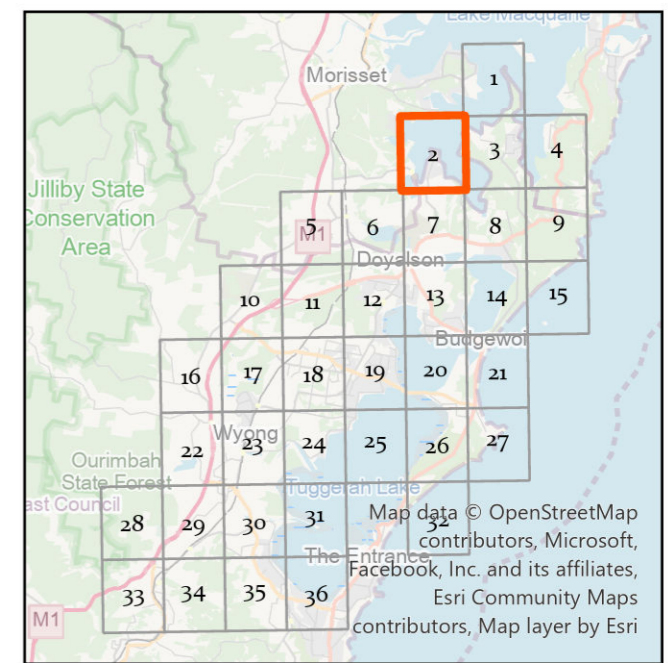 Lake Macquarie
Morisset
1
2
3
4
Jilliby State
Conservation
Area
5
M1
6
7
8
9
Doyalson
10
11
12
13
14
15
Budgewoi
16
17
18
19
20
21
Wyong
22
23
24
25
26
27
Ourimbah
State Forest
ast Council
Tuggerah Lake
28
29
30
31
32
The Entrance
Map data © OpenStreetMap
contributors, Microsoft,
Facebook, Inc. and its affiliates,
Esri Community Maps
contributors, Map layer by Esri
33
34
35
36
M1